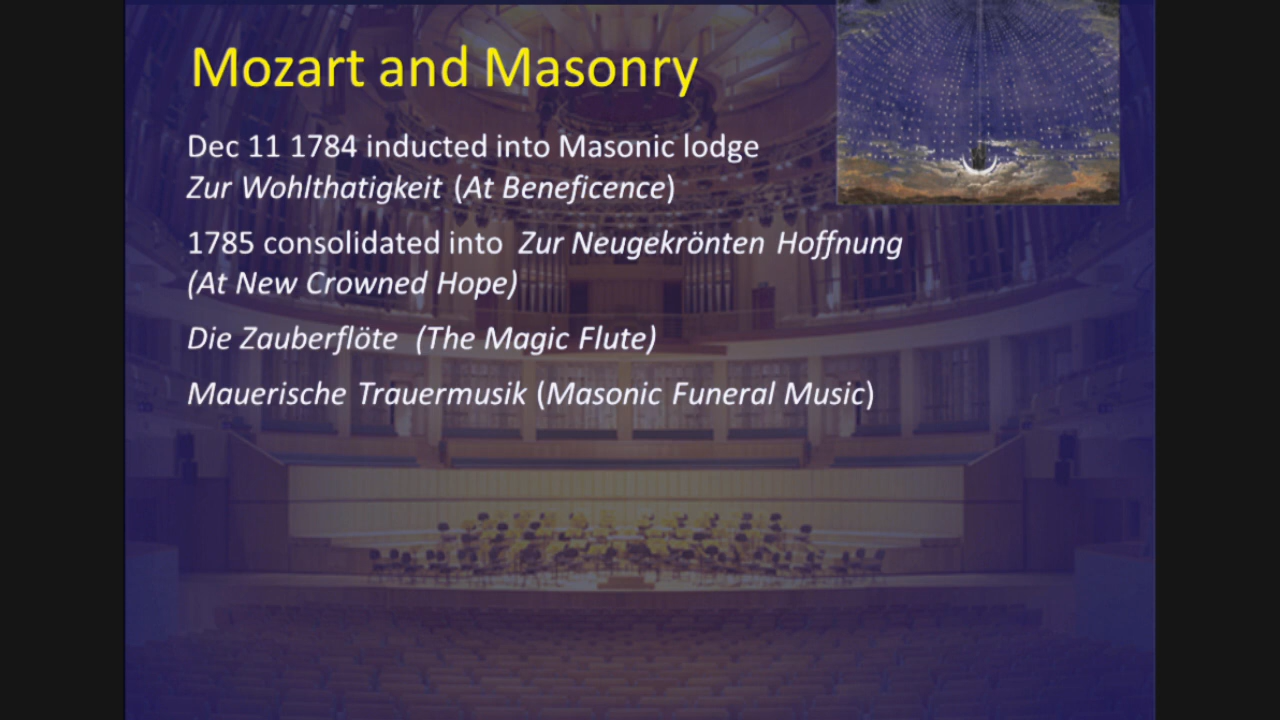 Mozart and Masonry
Dec 11 1784 inducted into Masonic lodge
Zur Wohlthatigkeit (At Beneficence)
1785 consolidated into Zur Neugekrönten Hoffnung
(At New Crowned Hope)
Die Zauberflöte (The Magic Flute)
Mauerische Trauermusik (Masonic Funeral Music)